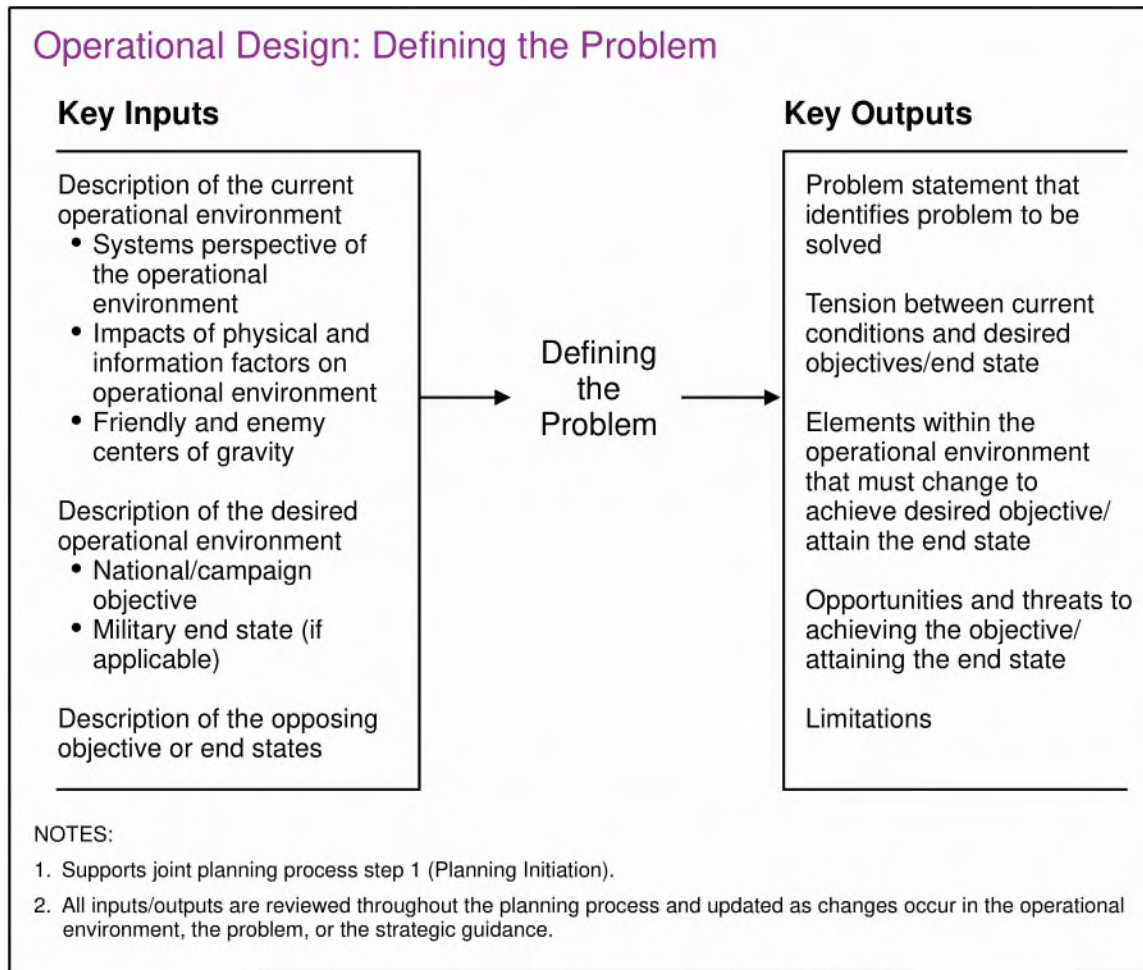 Operational Design: Defining the Problem
Key Inputs
Description of the current
operational environment
• Systems perspective of
the operational
environment
• Impacts of physical and
information factors on
operational environment
• Friendly and enemy
centers of gravity
Description of the desired
operational environment
• National/campaign
objective
• Military end state (if
applicable)
Description of the opposing
objective or end states
Defining
the
Problem
Key Outputs
Problem statement that
identifies problem to be
solved
Tension between current
conditions and desired
objectives/end state
Elements within the
operational environment
that must change to
achieve desired objective/
attain the end state
Opportunities and threats to
achieving the objective/
attaining the end state
Limitations
NOTES:
1. Supports joint planning process step 1 (Planning Initiation).
2. All inputs/outputs are reviewed throughout the planning process and updated as changes occur in the operational
environment, the problem, or the strategic guidance.